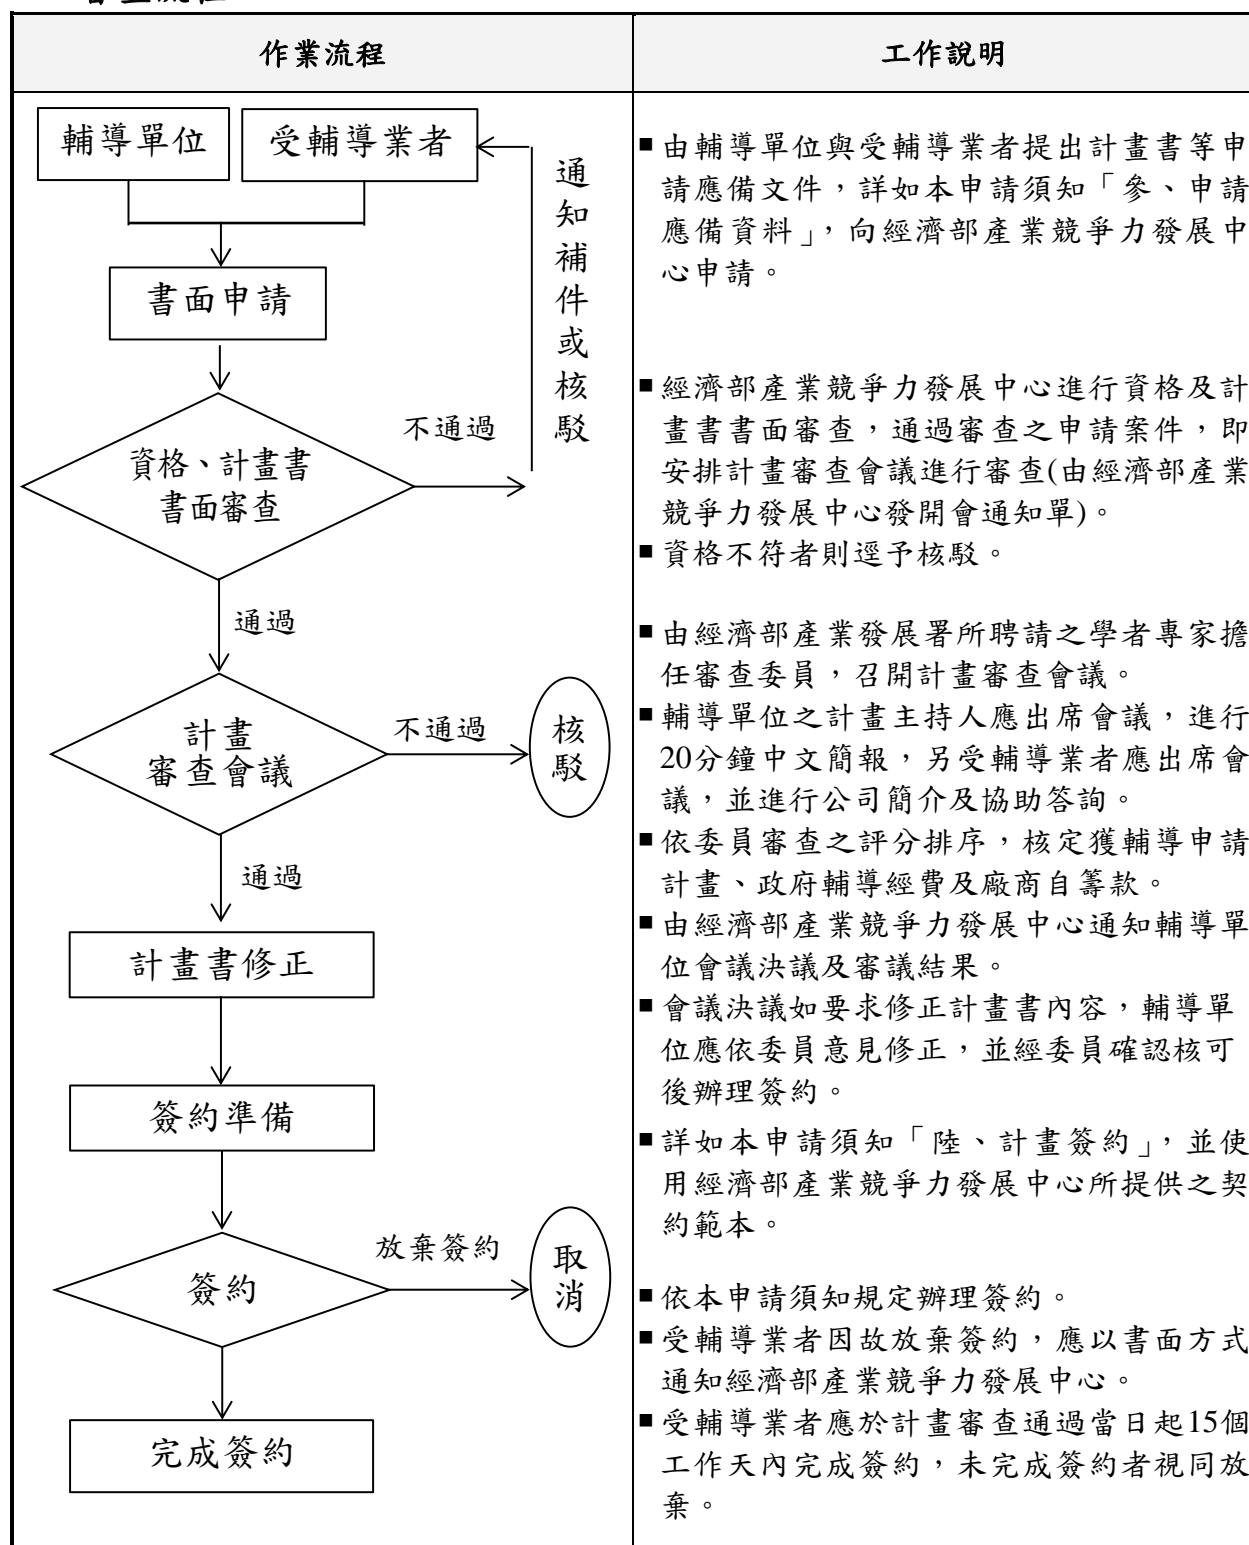 作業流程
工作說明
輔導單位
受輔導業者
書面申請
通知補件或核駁
資格、計畫書
書面審查
不通過
通過
計畫
審查會議
不通過
核駁
通過
計畫書修正
簽約準備
簽約
放棄簽約
取消
完成簽約
▪由輔導單位與受輔導業者提出計畫書等申
請應備文件，詳如本申請須知「參、申請
應備資料」，向經濟部產業競爭力發展中
心申請。
▪經濟部產業競爭力發展中心進行資格及計
畫書書面審查，通過審查之申請案件，即
安排計畫審查會議進行審查(由經濟部產業
競爭力發展中心發開會通知單)。
▪資格不符者則逕予核駁。
▪由經濟部產業發展署所聘請之學者專家擔
任審查委員，召開計畫審查會議。
▪輔導單位之計畫主持人應出席會議，進行
20分鐘中文簡報，另受輔導業者應出席會
議，並進行公司簡介及協助答詢。
▪依委員審查之評分排序，核定獲輔導申請
計畫、政府輔導經費及廠商自籌款。
▪由經濟部產業競爭力發展中心通知輔導單
位會議決議及審議結果。
▪會議決議如要求修正計畫書內容，輔導單
位應依委員意見修正，並經委員確認核可
後辦理簽約。
▪詳如本申請須知「陸、計畫簽約」，並使
用經濟部產業競爭力發展中心所提供之契
約範本。
▪依本申請須知規定辦理簽約。
▪受輔導業者因故放棄簽約，應以書面方式
通知經濟部產業競爭力發展中心。
▪受輔導業者應於計畫審查通過當日起15個
工作天內完成簽約，未完成簽約者視同放
棄。